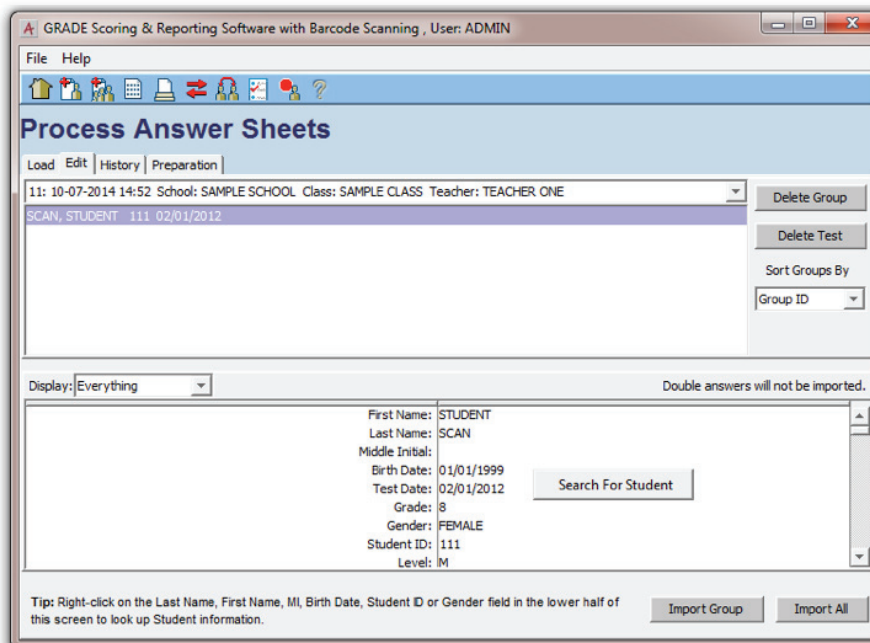 GRADE Scoring & Reporting Software with Barcode Scanning , User: ADMIN
File Help
Process Answer Sheets
Load Edit History Preparation
11: 10-07-2014 14:52 School: SAMPLE SCHOOL Class: SAMPLE CLASS Teacher: TEACHER ONE
Delete Group
SCAN, STUDENT 111 02/01/2012
Delete Test
Sort Groups By
Group ID
Display: Everything
Double answers will not be imported.
First Name: STUDENT
Last Name: SCAN
Middle Initial:
Birth Date: 01/01/1999
Test Date: 02/01/2012
Search For Student
Grade: 8
Gender: FEMALE
Student ID: 111
Level: M
Tip: Right-click on the Last Name, First Name, MI, Birth Date, Student ID or Gender field in the lower half of
this screen to look up Student information.
Import Group
Import All